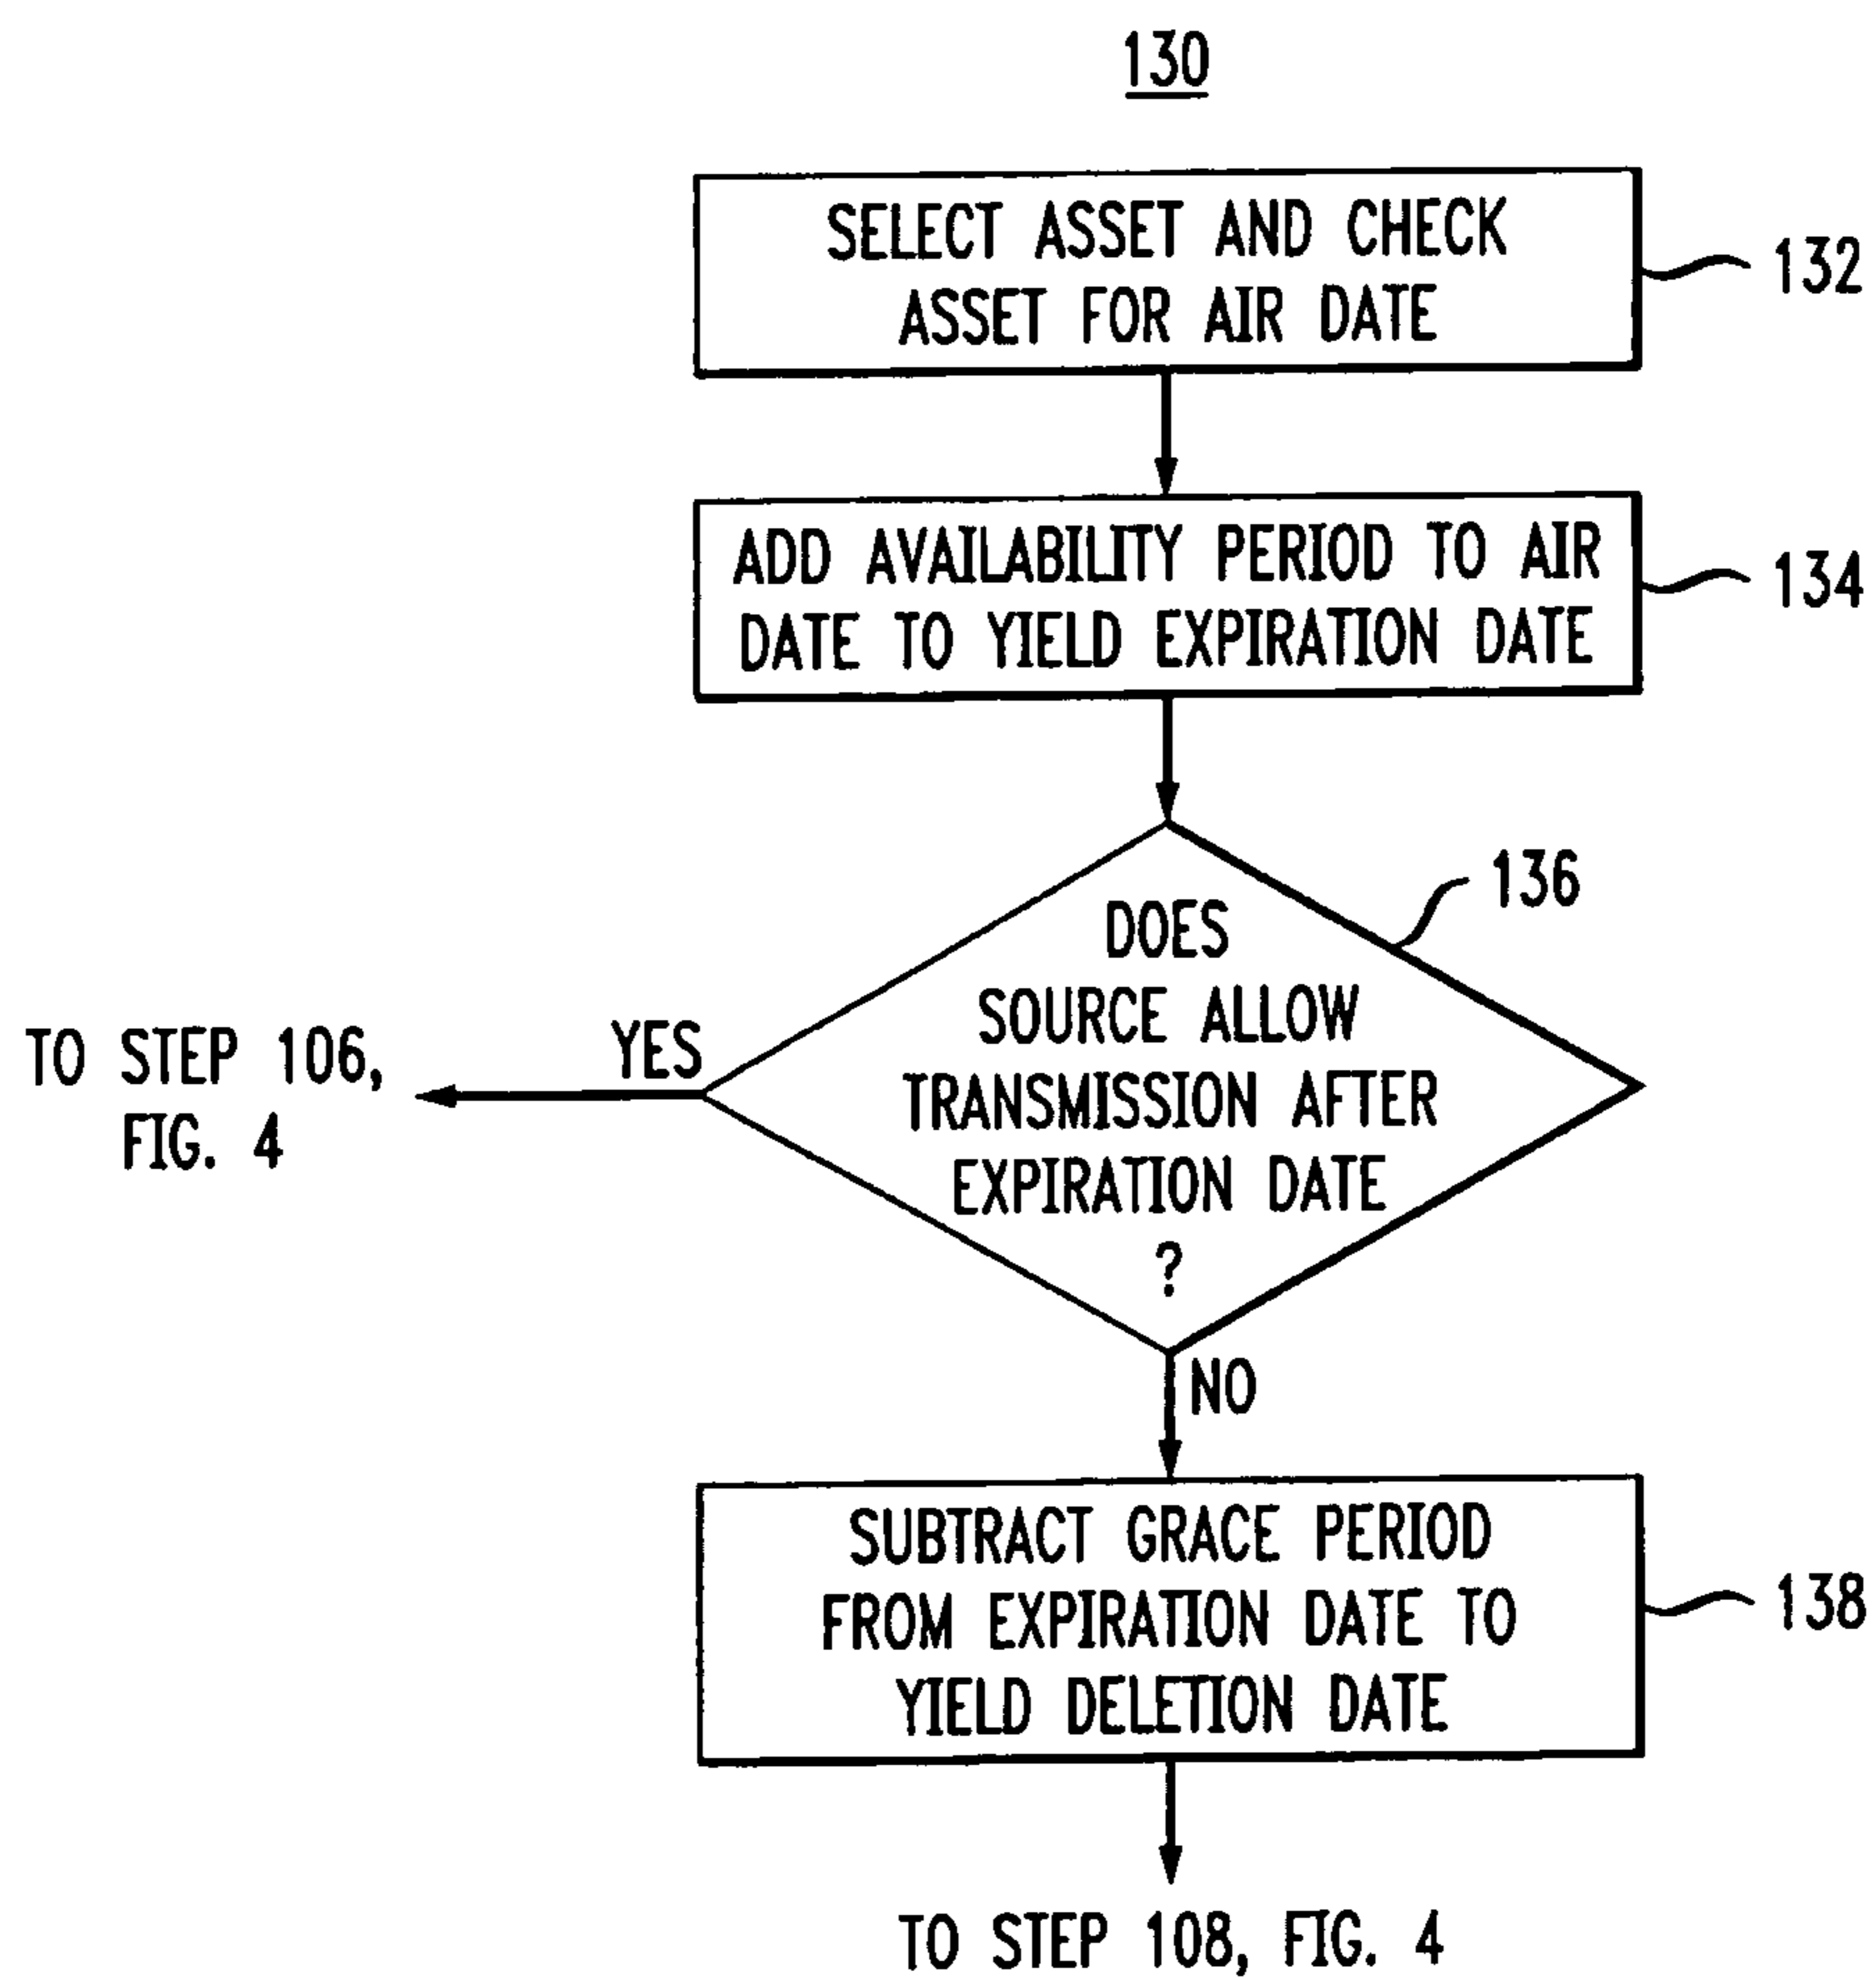 130
SELECT ASSET AND CHECK
ASSET FOR AIR DATE
132
ADD AVAILABILITY PERIOD TO AIR
DATE TO YIELD EXPIRATION DATE
134
136
DOES
SOURCE ALLOW
TRANSMISSION AFTER
EXPIRATION DATE
?
YES
TO STEP 106,
FIG. 4
NO
SUBTRACT GRACE PERIOD
FROM EXPIRATION DATE TO
YIELD DELETION DATE
138
TO STEP 108, FIG. 4